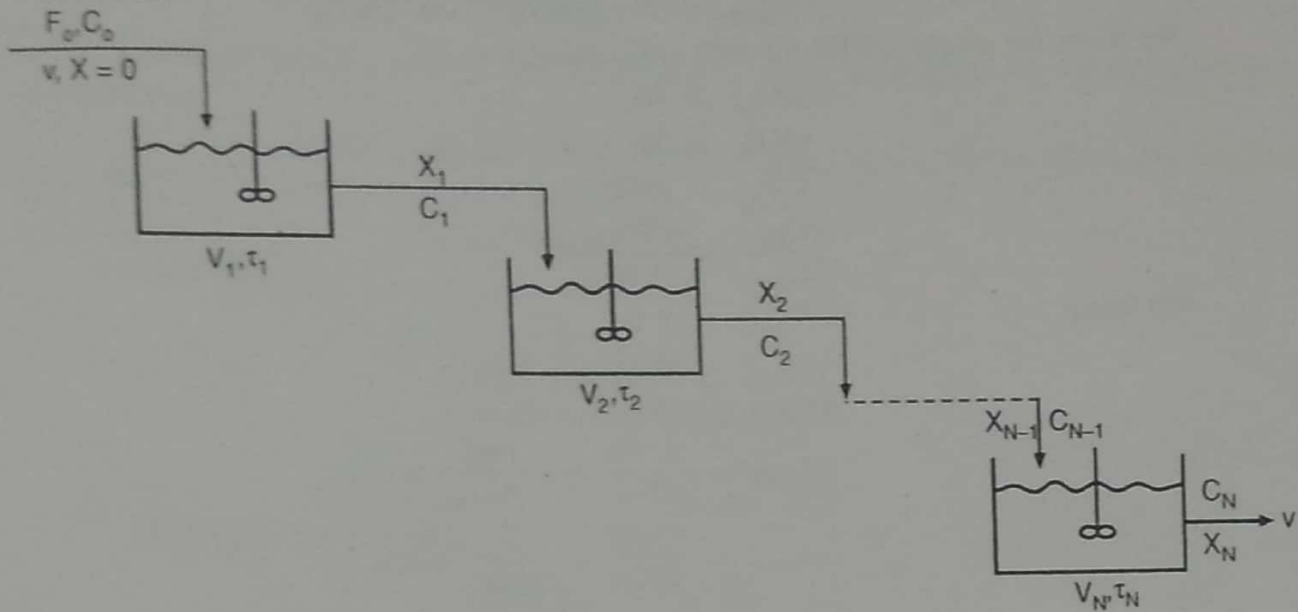 F₀,C₀
v, X = 0
X₁
C₁
V₁,τ₁
X₂
C₂
V₂,τ₂
X_{N–1} C_{N–1}
C_N
v
X_N
V_N,τ_N